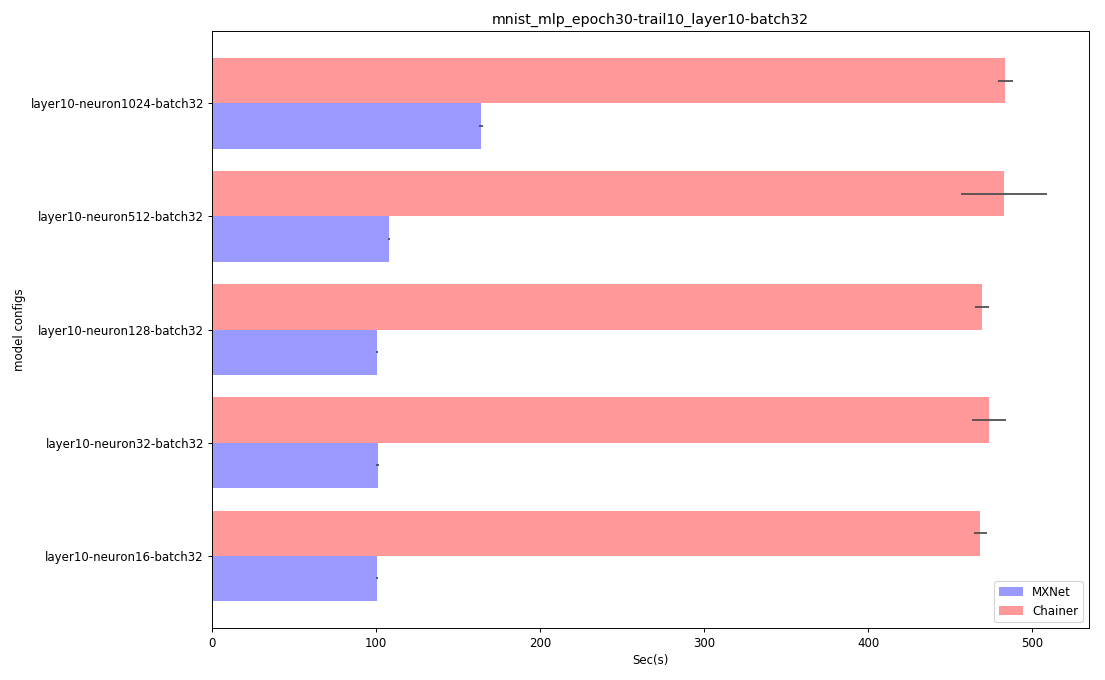 mnist_mlp_epoch30-trail10_layer10-batch32
layer10-neuron1024-batch32
layer10-neuron512-batch32
layer10-neuron128-batch32
layer10-neuron32-batch32
layer10-neuron16-batch32
model configs
MXNet
Chainer
0 100 200 300 400 500
Sec(s)